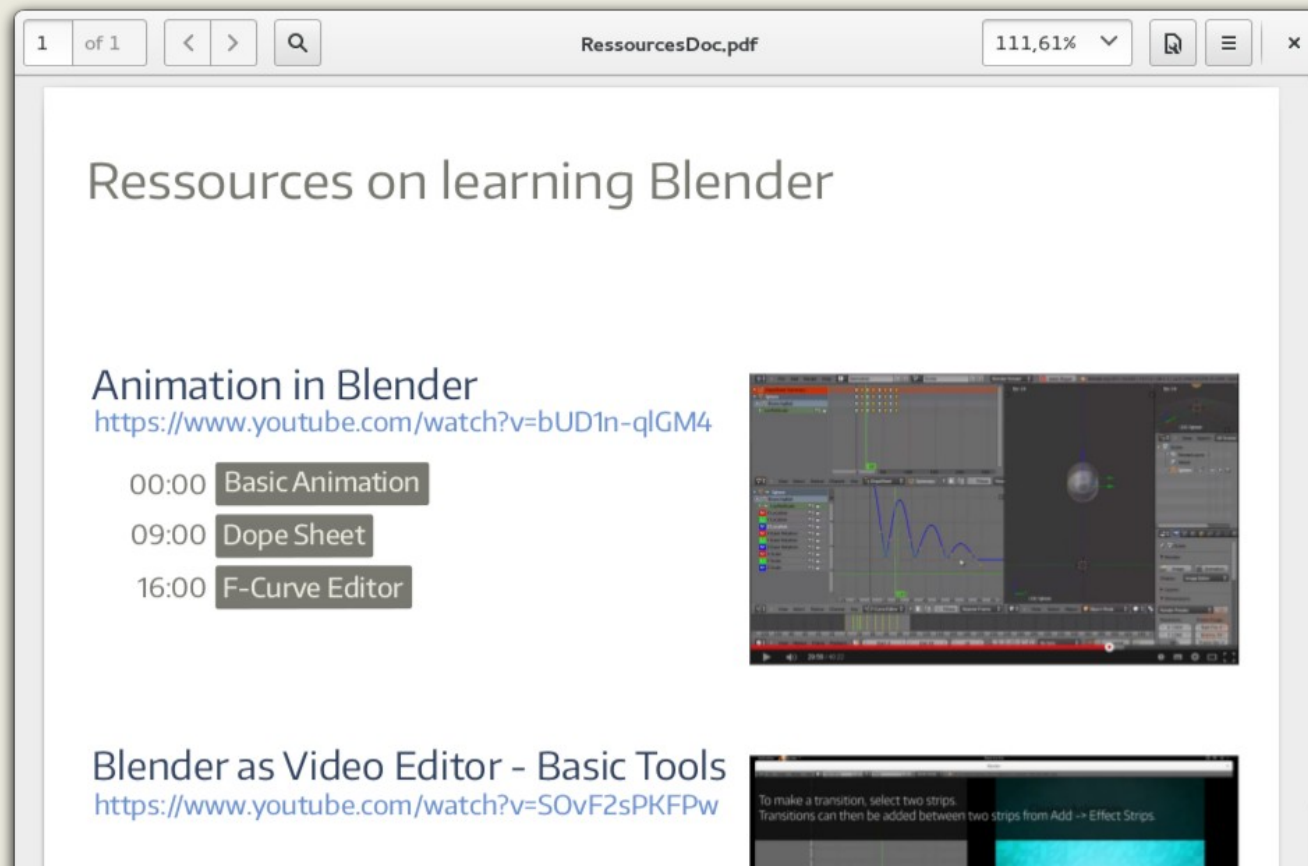 1 of 1
RessourcesDoc.pdf
111,61%
Ressources on learning Blender
Animation in Blender
https://www.youtube.com/watch?v=bUD1n-qlGM4
00:00 Basic Animation
09:00 Dope Sheet
16:00 F-Curve Editor
Blender as Video Editor - Basic Tools
https://www.youtube.com/watch?v=SOvF2sPKFPw
To make a transition, select two strips.
Transitions can then be added between two strips from Add -> Effect Strips.